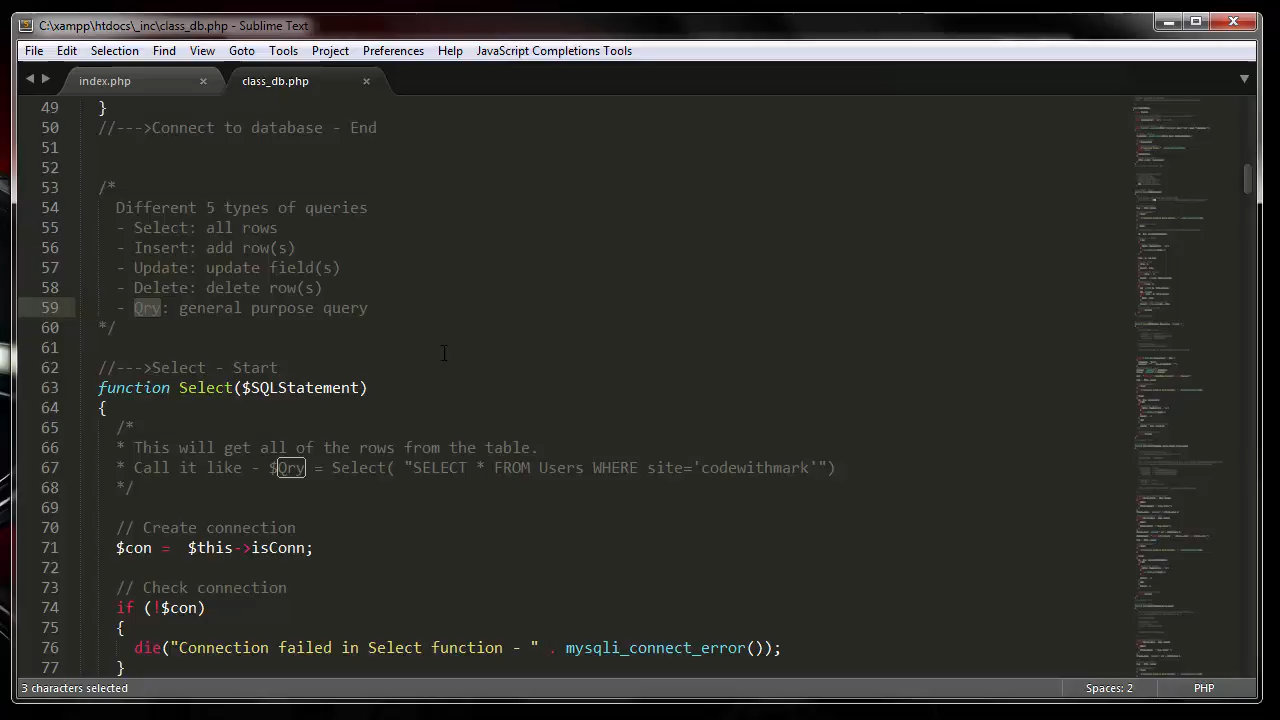 C:\xampp\htdocs\_inc\class_db.php - Sublime Text
File Edit Selection Find View Goto Tools Project Preferences Help JavaScript Completions Tools
index.php class_db.php
49 }
50 //--->Connect to database - End
51
52
53 /*
54 Different 5 types of queries
55 - Select: all rows
56 - Insert: add row(s)
57 - Update: update field(s)
58 - Delete: delete row(s)
59 - Qry: general purpose query
60 */
61
62 //--->Select - Start
63 function Select($SQLStatement)
64 {
65 /*
66 * This will get all of the rows from the table.
67 * Call it like - $Qry = Select( "SELECT * FROM Users WHERE site='codewithmark'")
68 */
69
70 // Create connection
71 $con = $this->isConn;
72
73 // Check connection
74 if (!$con)
75 {
76 die("Connection failed in Select function - " . mysqli_connect_error());
77 }
3 characters selected Spaces: 2 PHP